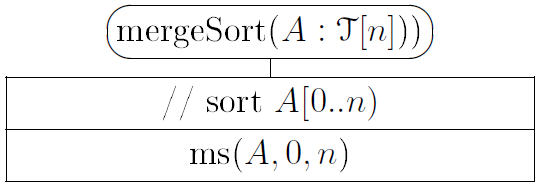 mergeSort(A : 𝒯[n]))
// sort A[0..n)
ms(A, 0, n)